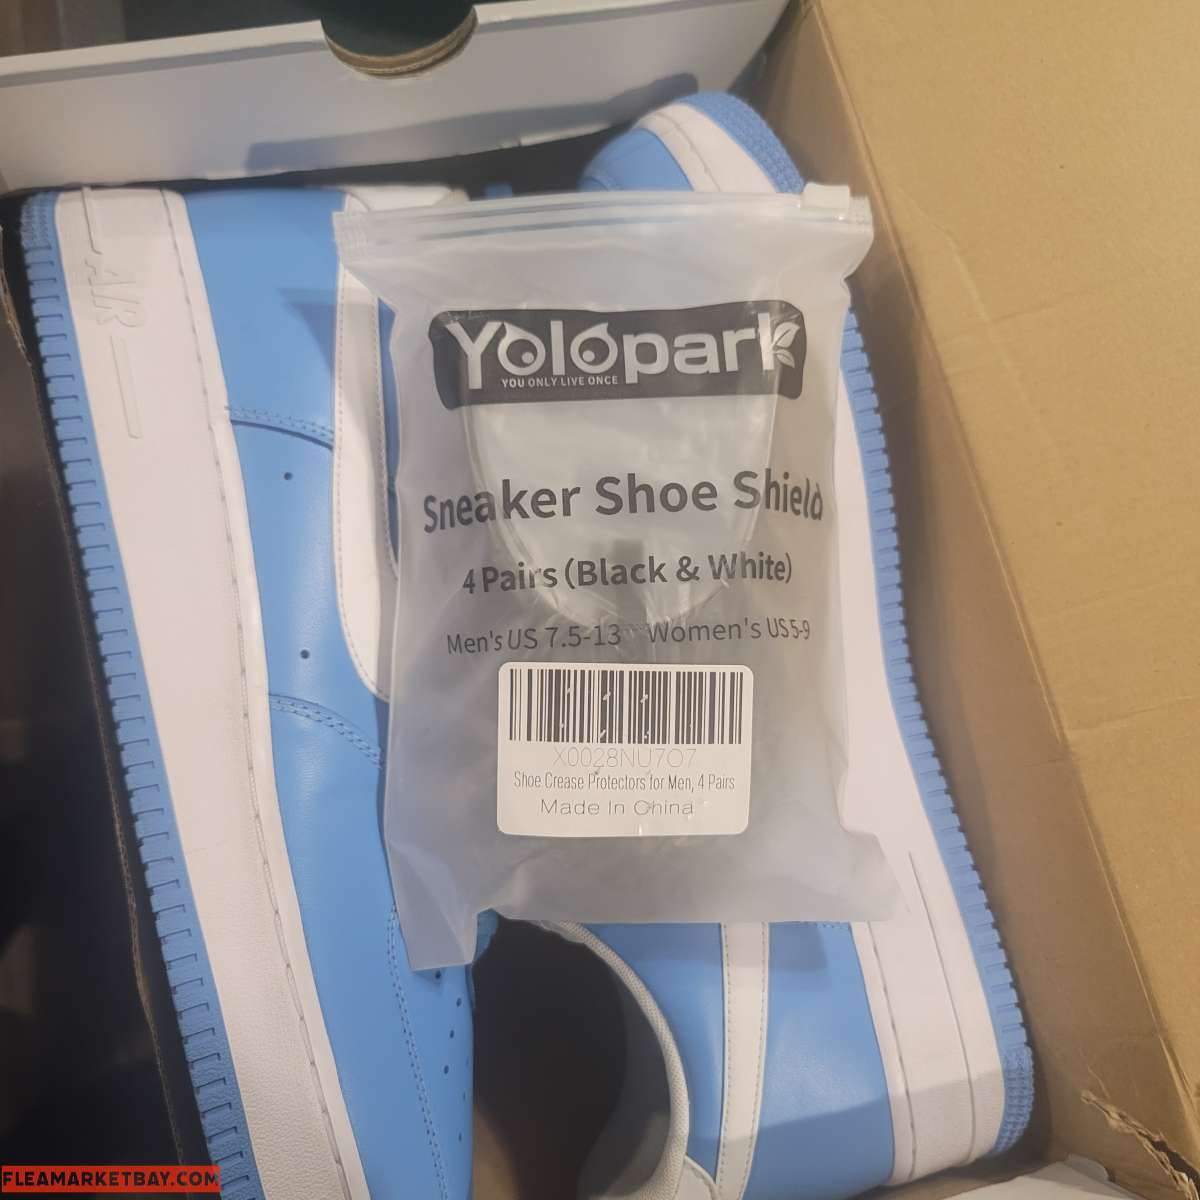 AIR
Yolopark
YOU ONLY LIVE ONCE
Sneaker Shoe Shield
4 Pairs (Black & White)
Men's US 7.5-13 Women's US 5-9
X0028NU7O7
Shoe Crease Protectors for Men, 4 Pairs
Made In China
FLEAMARKETBAY.COM